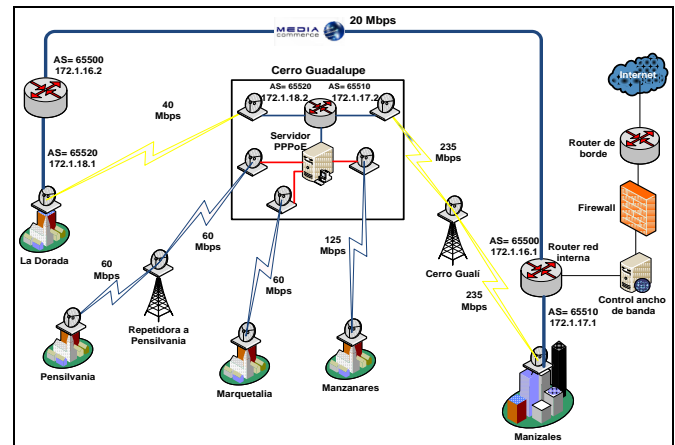 20 Mbps
MEDIA
commerce
AS= 65500
172.1.16.2
Cerro Guadalupe
AS= 65520
172.1.18.2
AS= 65510
172.1.17.2
Internet
40
Mbps
Servidor
PPPoE
Router de
borde
AS= 65520
172.1.18.1
235
Mbps
Firewall
La Dorada
60
Mbps
125
Mbps
60
Mbps
60
Mbps
Cerro Gualí
AS= 65500
172.1.16.1
Router red
interna
235
Mbps
Control ancho
de banda
AS= 65510
172.1.17.1
Repetidora a
Pensilvania
Pensilvania
Marquetalia
Manzanares
Manizales